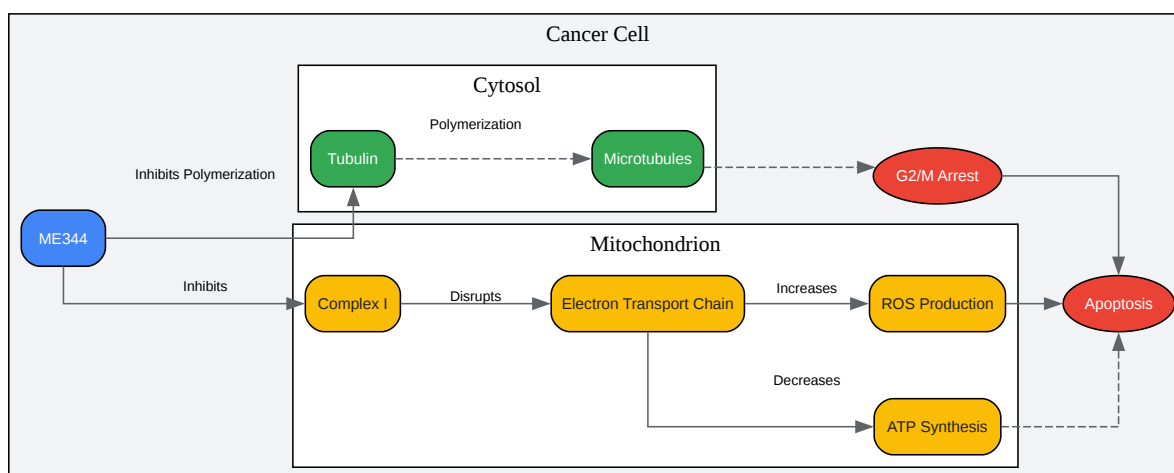 Cancer Cell
Cytosol
Polymerization
Tubulin
Microtubules
Inhibits Polymerization
G2/M Arrest
ME344
Mitochondrion
Inhibits
Complex I
Disrupts
Electron Transport Chain
Increases
ROS Production
Apoptosis
Decreases
ATP Synthesis